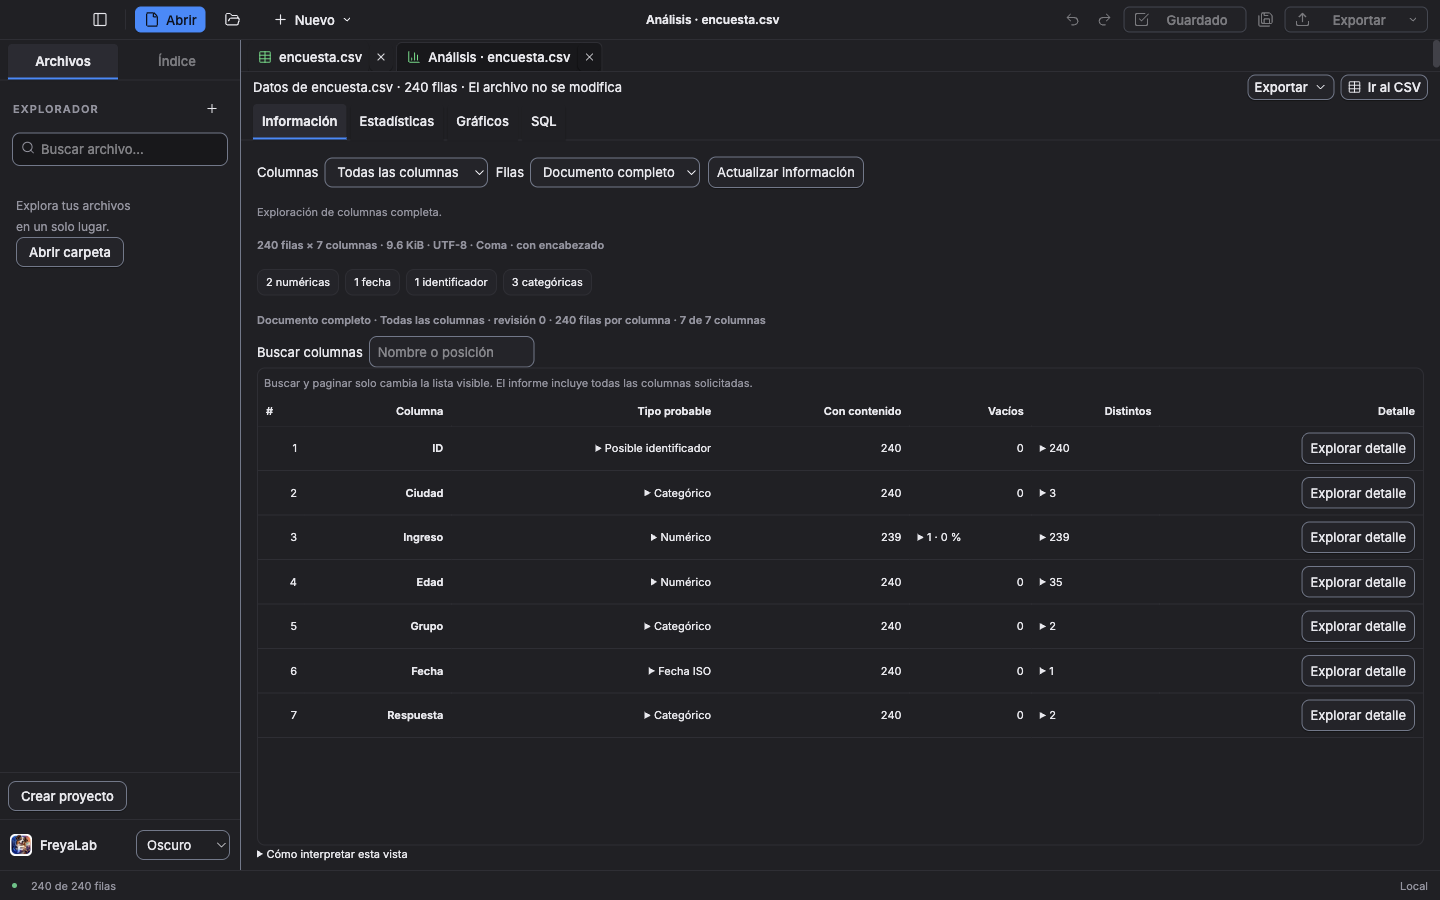 Abrir
Nuevo
Análisis · encuesta.csv
Guardado
Exportar
Archivos
Índice
encuesta.csv
Análisis · encuesta.csv
Datos de encuesta.csv · 240 filas · El archivo no se modifica
Exportar
Ir al CSV
EXPLORADOR
Buscar archivo...
Explora tus archivos
en un solo lugar.
Abrir carpeta
Información
Estadísticas
Gráficos
SQL
Columnas
Todas las columnas
Filas
Documento completo
Actualizar información
Exploración de columnas completa.
240 filas × 7 columnas · 9.6 KiB · UTF-8 · Coma · con encabezado
2 numéricas
1 fecha
1 identificador
3 categóricas
Documento completo · Todas las columnas · revisión 0 · 240 filas por columna · 7 de 7 columnas
Buscar columnas
Nombre o posición
Buscar y paginar solo cambia la lista visible. El informe incluye todas las columnas solicitadas.
# Columna Tipo probable Con contenido Vacíos Distintos Detalle
1 ID Posible identificador 240 0 240 Explorar detalle
2 Ciudad Categórico 240 0 3 Explorar detalle
3 Ingreso Numérico 239 1 · 0 % 239 Explorar detalle
4 Edad Numérico 240 0 35 Explorar detalle
5 Grupo Categórico 240 0 2 Explorar detalle
6 Fecha Fecha ISO 240 0 1 Explorar detalle
7 Respuesta Categórico 240 0 2 Explorar detalle
Cómo interpretar esta vista
Crear proyecto
FreyaLab
Oscuro
240 de 240 filas
Local